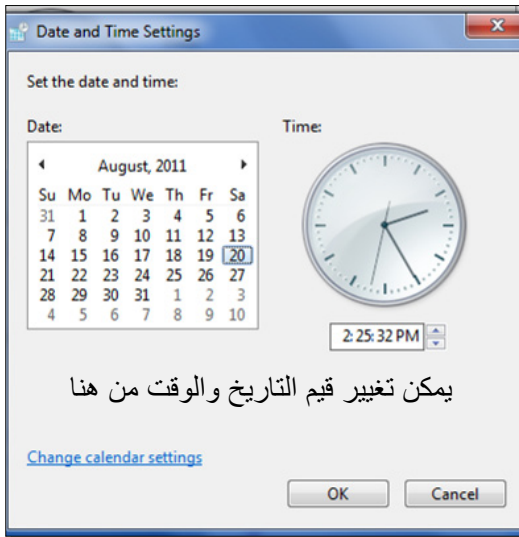 Date and Time Settings
Set the date and time:
Date:
Time:
August, 2011
Su Mo Tu We Th Fr Sa
31 1 2 3 4 5 6
7 8 9 10 11 12 13
14 15 16 17 18 19 20
21 22 23 24 25 26 27
28 29 30 31 1 2 3
4 5 6 7 8 9 10
2:25:32 PM
يمكن تغيير قيم التاريخ والوقت من هنا
Change calendar settings
OK
Cancel